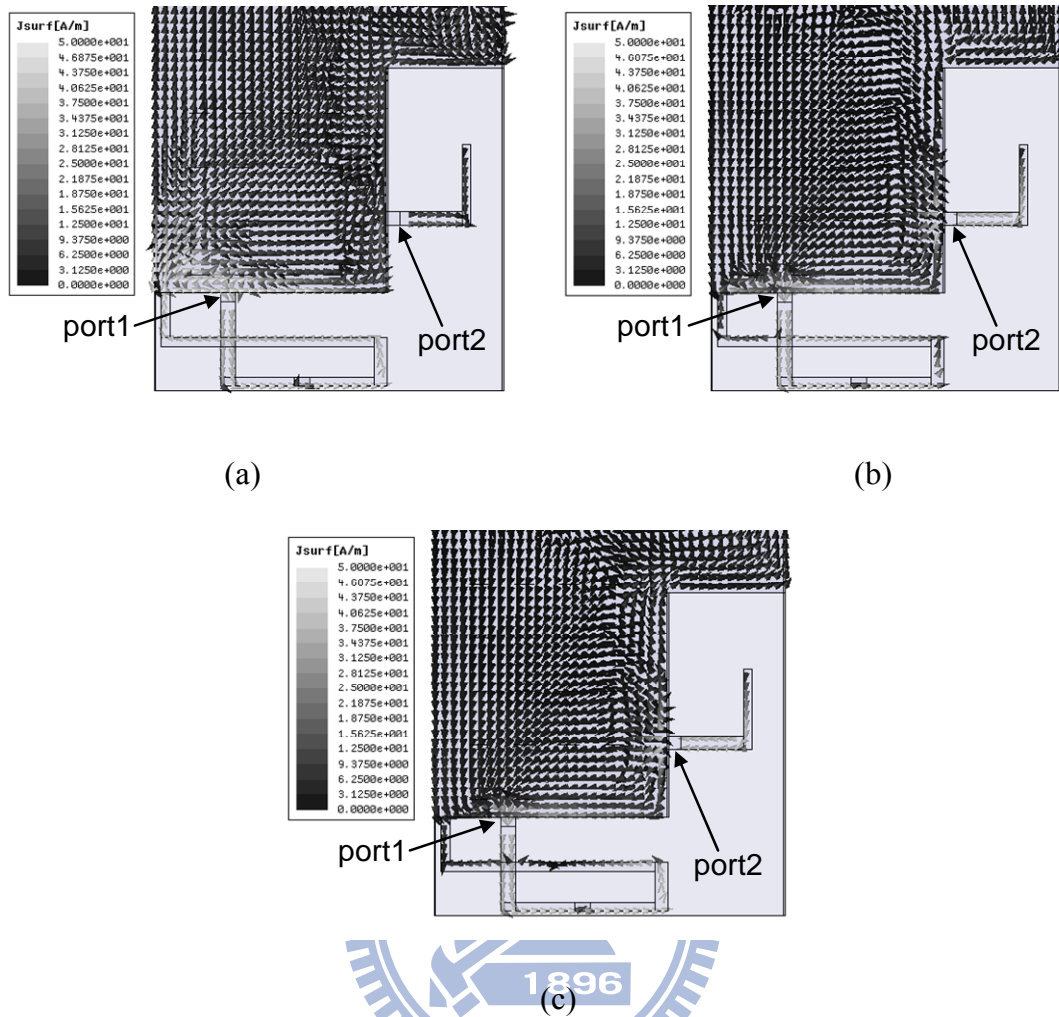 Jsurf[A/m]
5.0000e+001
4.6875e+001
4.3750e+001
4.0625e+001
3.7500e+001
3.4375e+001
3.1250e+001
2.8125e+001
2.5000e+001
2.1875e+001
1.8750e+001
1.5625e+001
1.2500e+001
9.3750e+000
6.2500e+000
3.1250e+000
0.0000e+000
port1
port2
(a)
Jsurf[A/m]
5.0000e+001
4.6875e+001
4.3750e+001
4.0625e+001
3.7500e+001
3.4375e+001
3.1250e+001
2.8125e+001
2.5000e+001
2.1875e+001
1.8750e+001
1.5625e+001
1.2500e+001
9.3750e+000
6.2500e+000
3.1250e+000
0.0000e+000
port1
port2
(b)
Jsurf[A/m]
5.0000e+001
4.6875e+001
4.3750e+001
4.0625e+001
3.7500e+001
3.4375e+001
3.1250e+001
2.8125e+001
2.5000e+001
2.1875e+001
1.8750e+001
1.5625e+001
1.2500e+001
9.3750e+000
6.2500e+000
3.1250e+000
0.0000e+000
port1
port2
1896
(c)